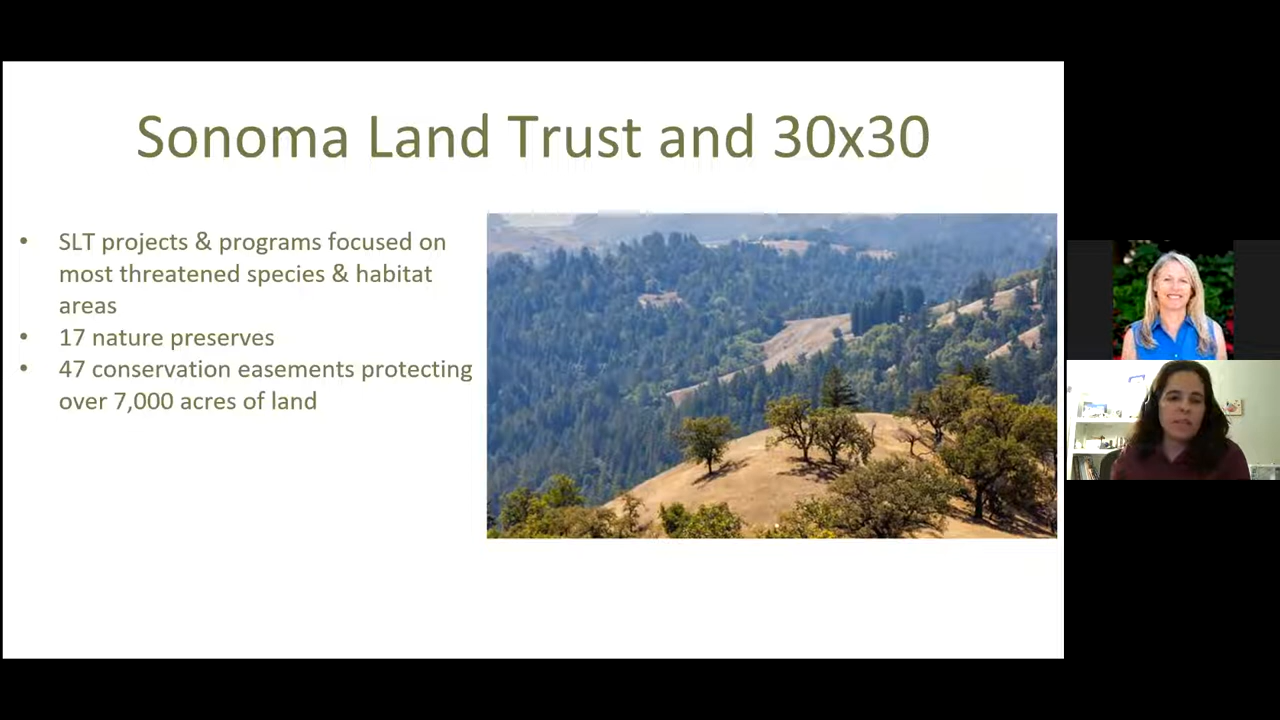 Sonoma Land Trust and 30x30
• SLT projects & programs focused on
most threatened species & habitat
areas
• 17 nature preserves
• 47 conservation easements protecting
over 7,000 acres of land